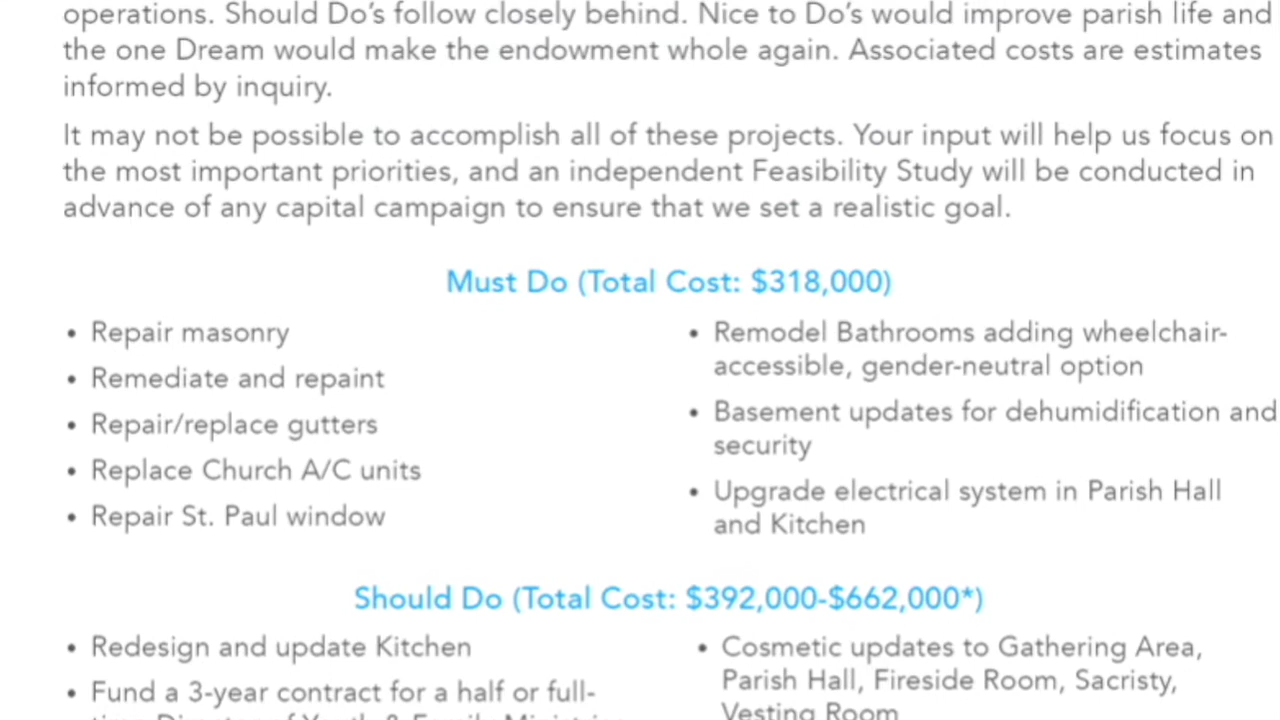 operations. Should Do's follow closely behind. Nice to Do's would improve parish life and
the one Dream would make the endowment whole again. Associated costs are estimates
informed by inquiry.
It may not be possible to accomplish all of these projects. Your input will help us focus on
the most important priorities, and an independent Feasibility Study will be conducted in
advance of any capital campaign to ensure that we set a realistic goal.
Must Do (Total Cost: $318,000)
• Repair masonry
• Remediate and repaint
• Repair/replace gutters
• Replace Church A/C units
• Repair St. Paul window
• Remodel Bathrooms adding wheelchair-
accessible, gender-neutral option
• Basement updates for dehumidification and
security
• Upgrade electrical system in Parish Hall
and Kitchen
Should Do (Total Cost: $392,000-$662,000*)
• Redesign and update Kitchen
• Fund a 3-year contract for a half or full-
time Director of Youth & Family Ministries
• Cosmetic updates to Gathering Area,
Parish Hall, Fireside Room, Sacristy,
Vesting Room